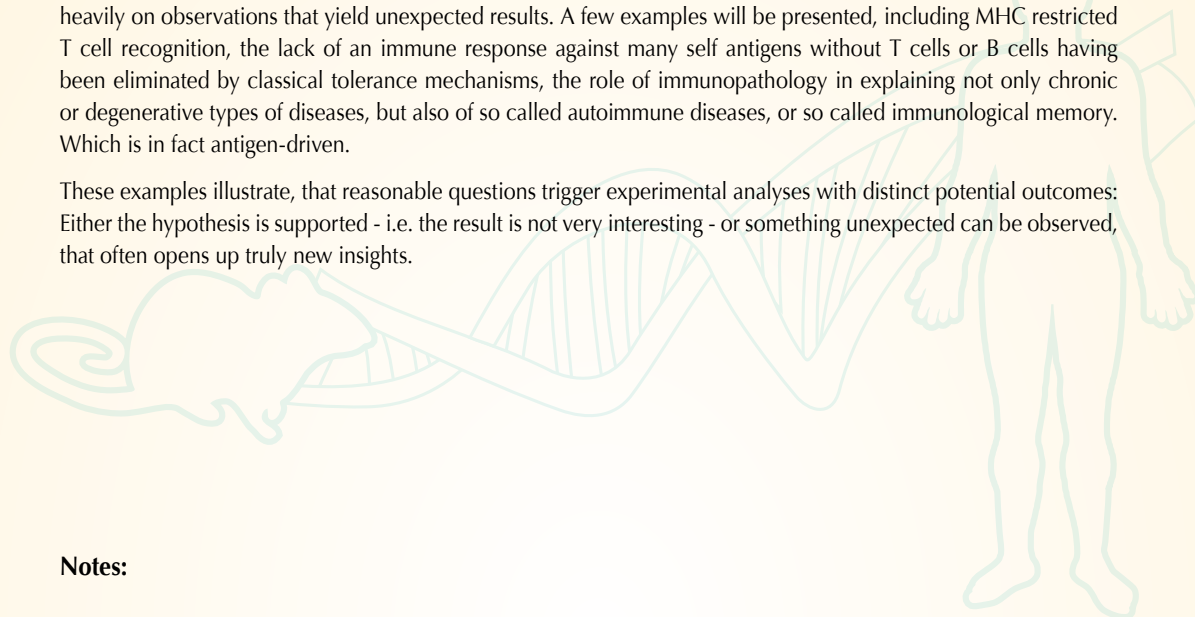 heavily on observations that yield unexpected results. A few examples will be presented, including MHC restricted
T cell recognition, the lack of an immune response against many self antigens without T cells or B cells having
been eliminated by classical tolerance mechanisms, the role of immunopathology in explaining not only chronic
or degenerative types of diseases, but also of so called autoimmune diseases, or so called immunological memory.
Which is in fact antigen-driven.
These examples illustrate, that reasonable questions trigger experimental analyses with distinct potential outcomes:
Either the hypothesis is supported - i.e. the result is not very interesting - or something unexpected can be observed,
that often opens up truly new insights.
Notes: